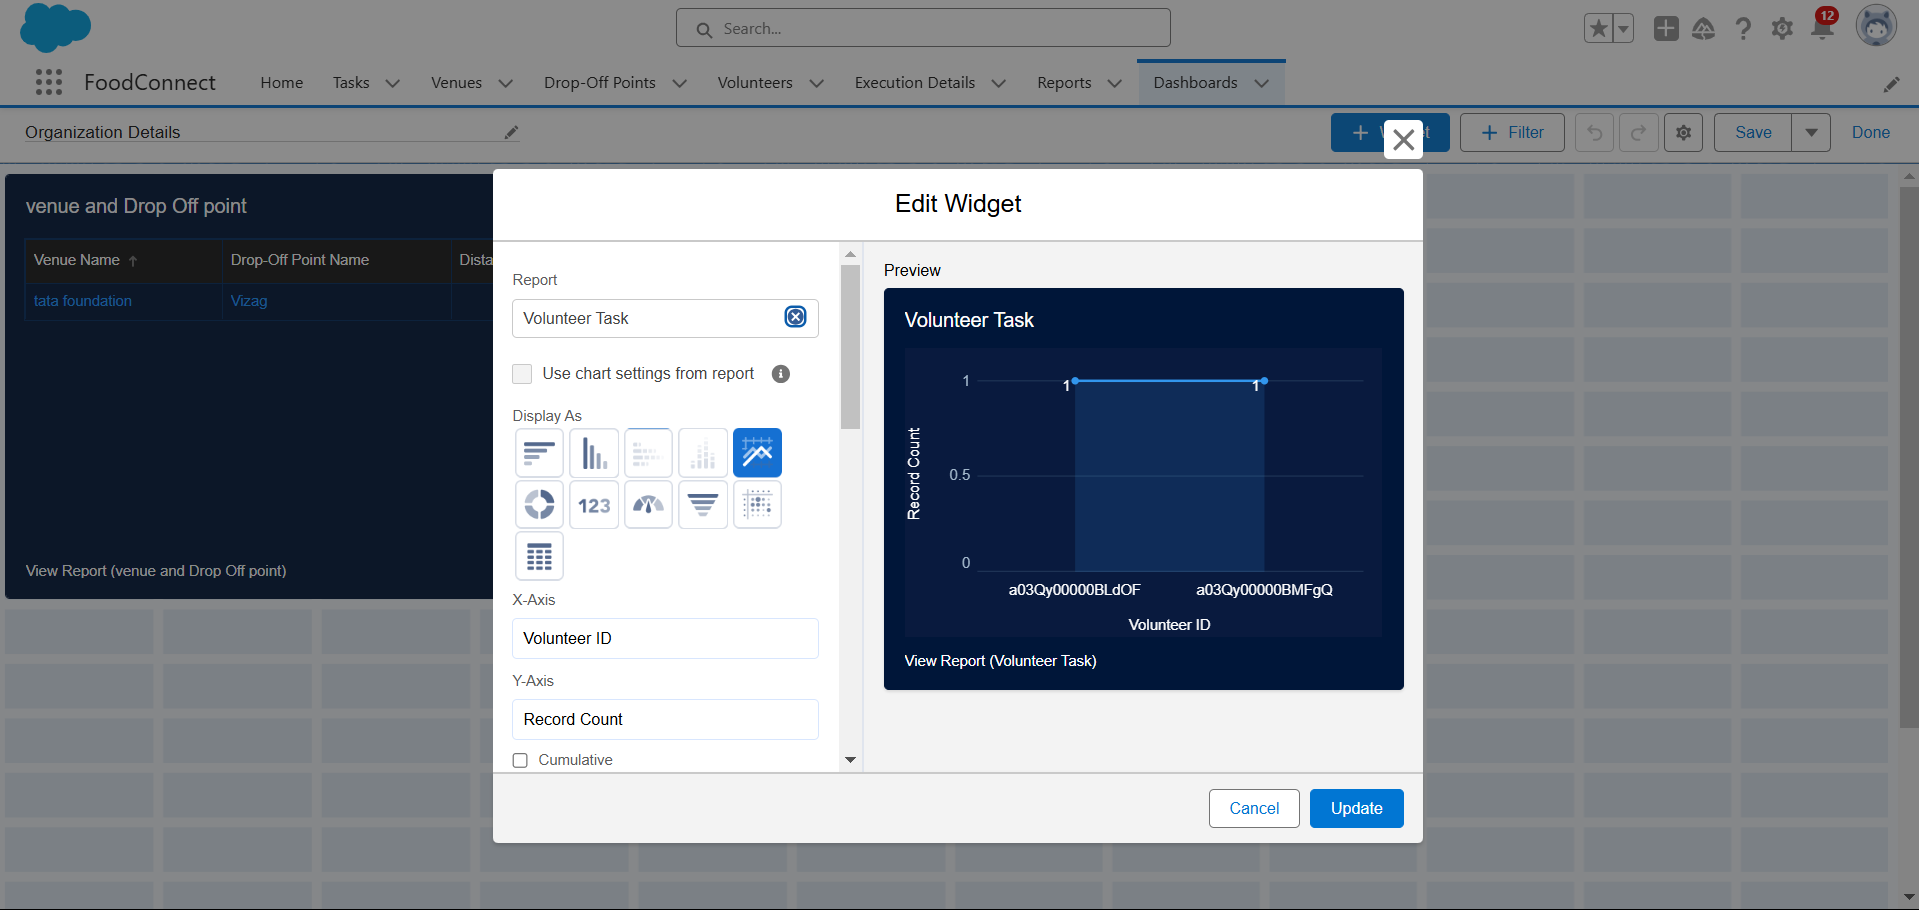 Search...
12
FoodConnect
Home
Tasks
Venues
Drop-Off Points
Volunteers
Execution Details
Reports
Dashboards
Organization Details
Filter
Save
Done
venue and Drop Off point
Venue Name
Drop-Off Point Name
tata foundation
Vizag
View Report (venue and Drop Off point)
Edit Widget
Report
Volunteer Task
Use chart settings from report
Display As
123
X-Axis
Volunteer ID
Y-Axis
Record Count
Cumulative
Preview
Volunteer Task
1
0.5
0
1
1
Record Count
a03Qy00000BLdOF
a03Qy00000BMFgQ
Volunteer ID
View Report (Volunteer Task)
Cancel
Update